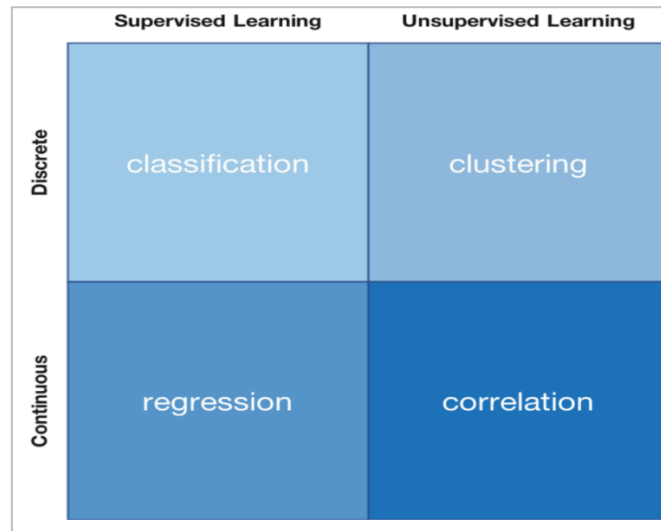 Supervised Learning Unsupervised Learning
Discrete
classification clustering
Continuous
regression correlation